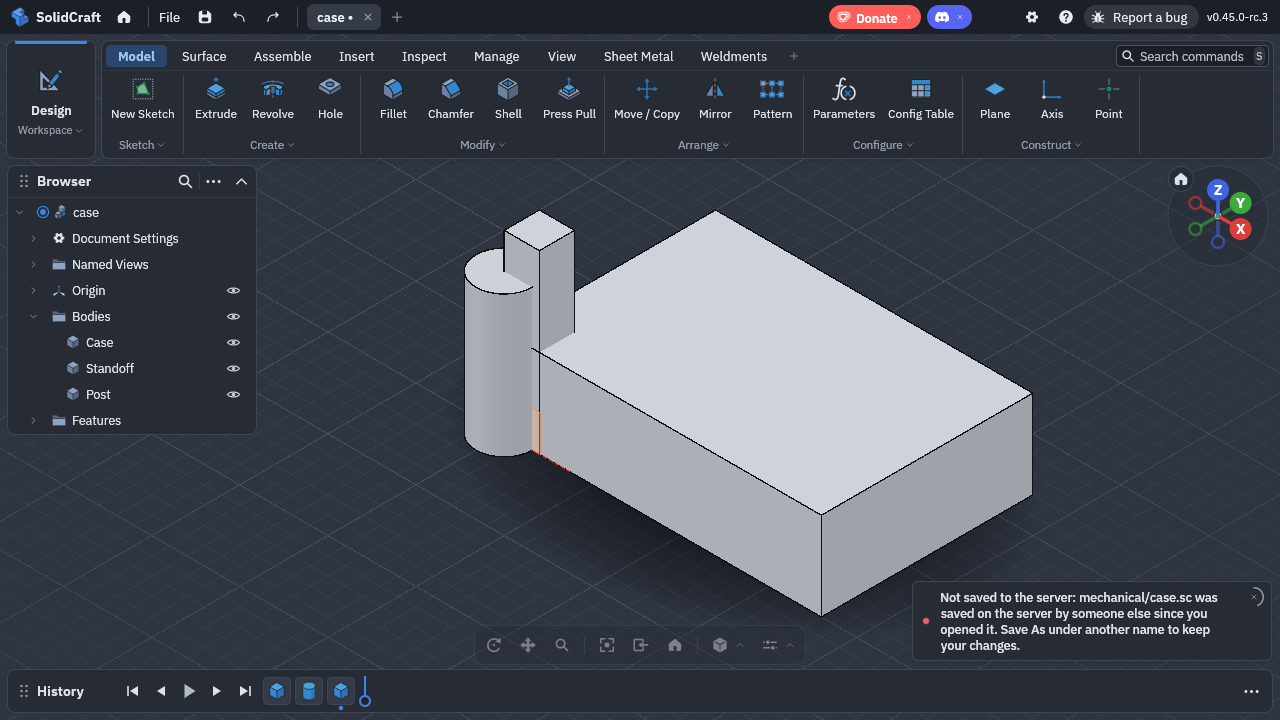 SolidCraft
File
case •
Donate
Report a bug
v0.45.0-rc.3
Design
Workspace
Model
Surface
Assemble
Insert
Inspect
Manage
View
Sheet Metal
Weldments
Search commands
S
New Sketch
Extrude
Revolve
Hole
Fillet
Chamfer
Shell
Press Pull
Move / Copy
Mirror
Pattern
Parameters
Config Table
Plane
Axis
Point
Sketch
Create
Modify
Arrange
Configure
Construct
Browser
case
Document Settings
Named Views
Origin
Bodies
Case
Standoff
Post
Features
Z
Y
X
Not saved to the server: mechanical/case.sc was
saved on the server by someone else since you
opened it. Save As under another name to keep
your changes.
History